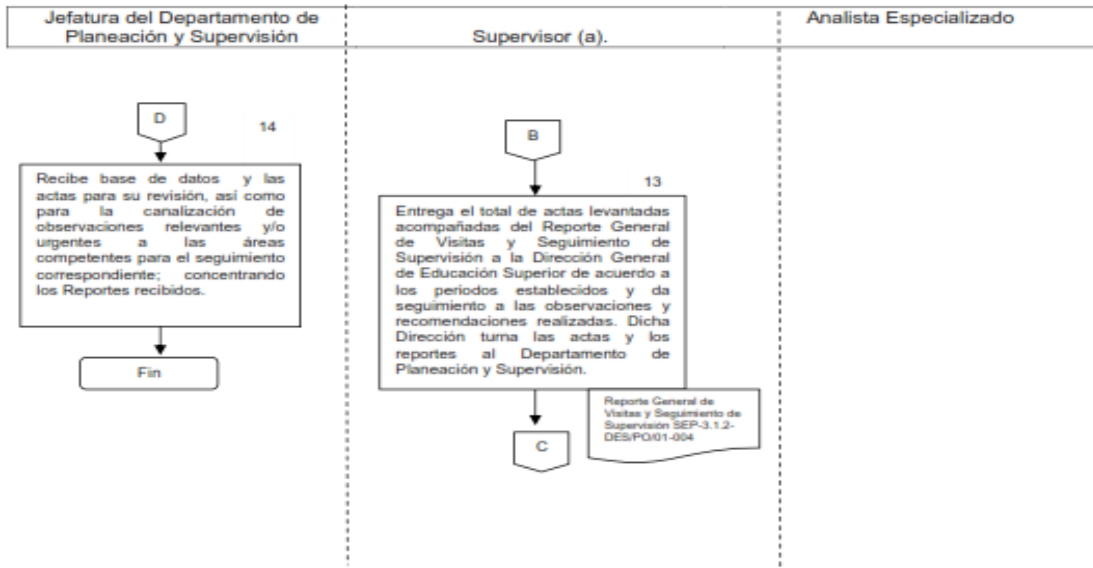 Jefatura del Departamento de
Planeación y Supervisión
Supervisor (a).
Analista Especializado
D
14
Recibe base de datos y las
actas para su revisión, así como
para la canalización de
observaciones relevantes y/o
urgentes a las áreas
competentes para el seguimiento
correspondiente; concentrando
los Reportes recibidos.
Fin
B
13
Entrega el total de actas levantadas
acompañadas del Reporte General
de Visitas y Seguimiento de
Supervisión a la Dirección General
de Educación Superior de acuerdo a
los periodos establecidos y da
seguimiento a las observaciones y
recomendaciones realizadas. Dicha
Dirección turna las actas y los
reportes al Departamento de
Planeación y Supervisión.
Reporte General de
Visitas y Seguimiento de
Supervisión SEP-3.1.2-
DES/PO/01-004
C